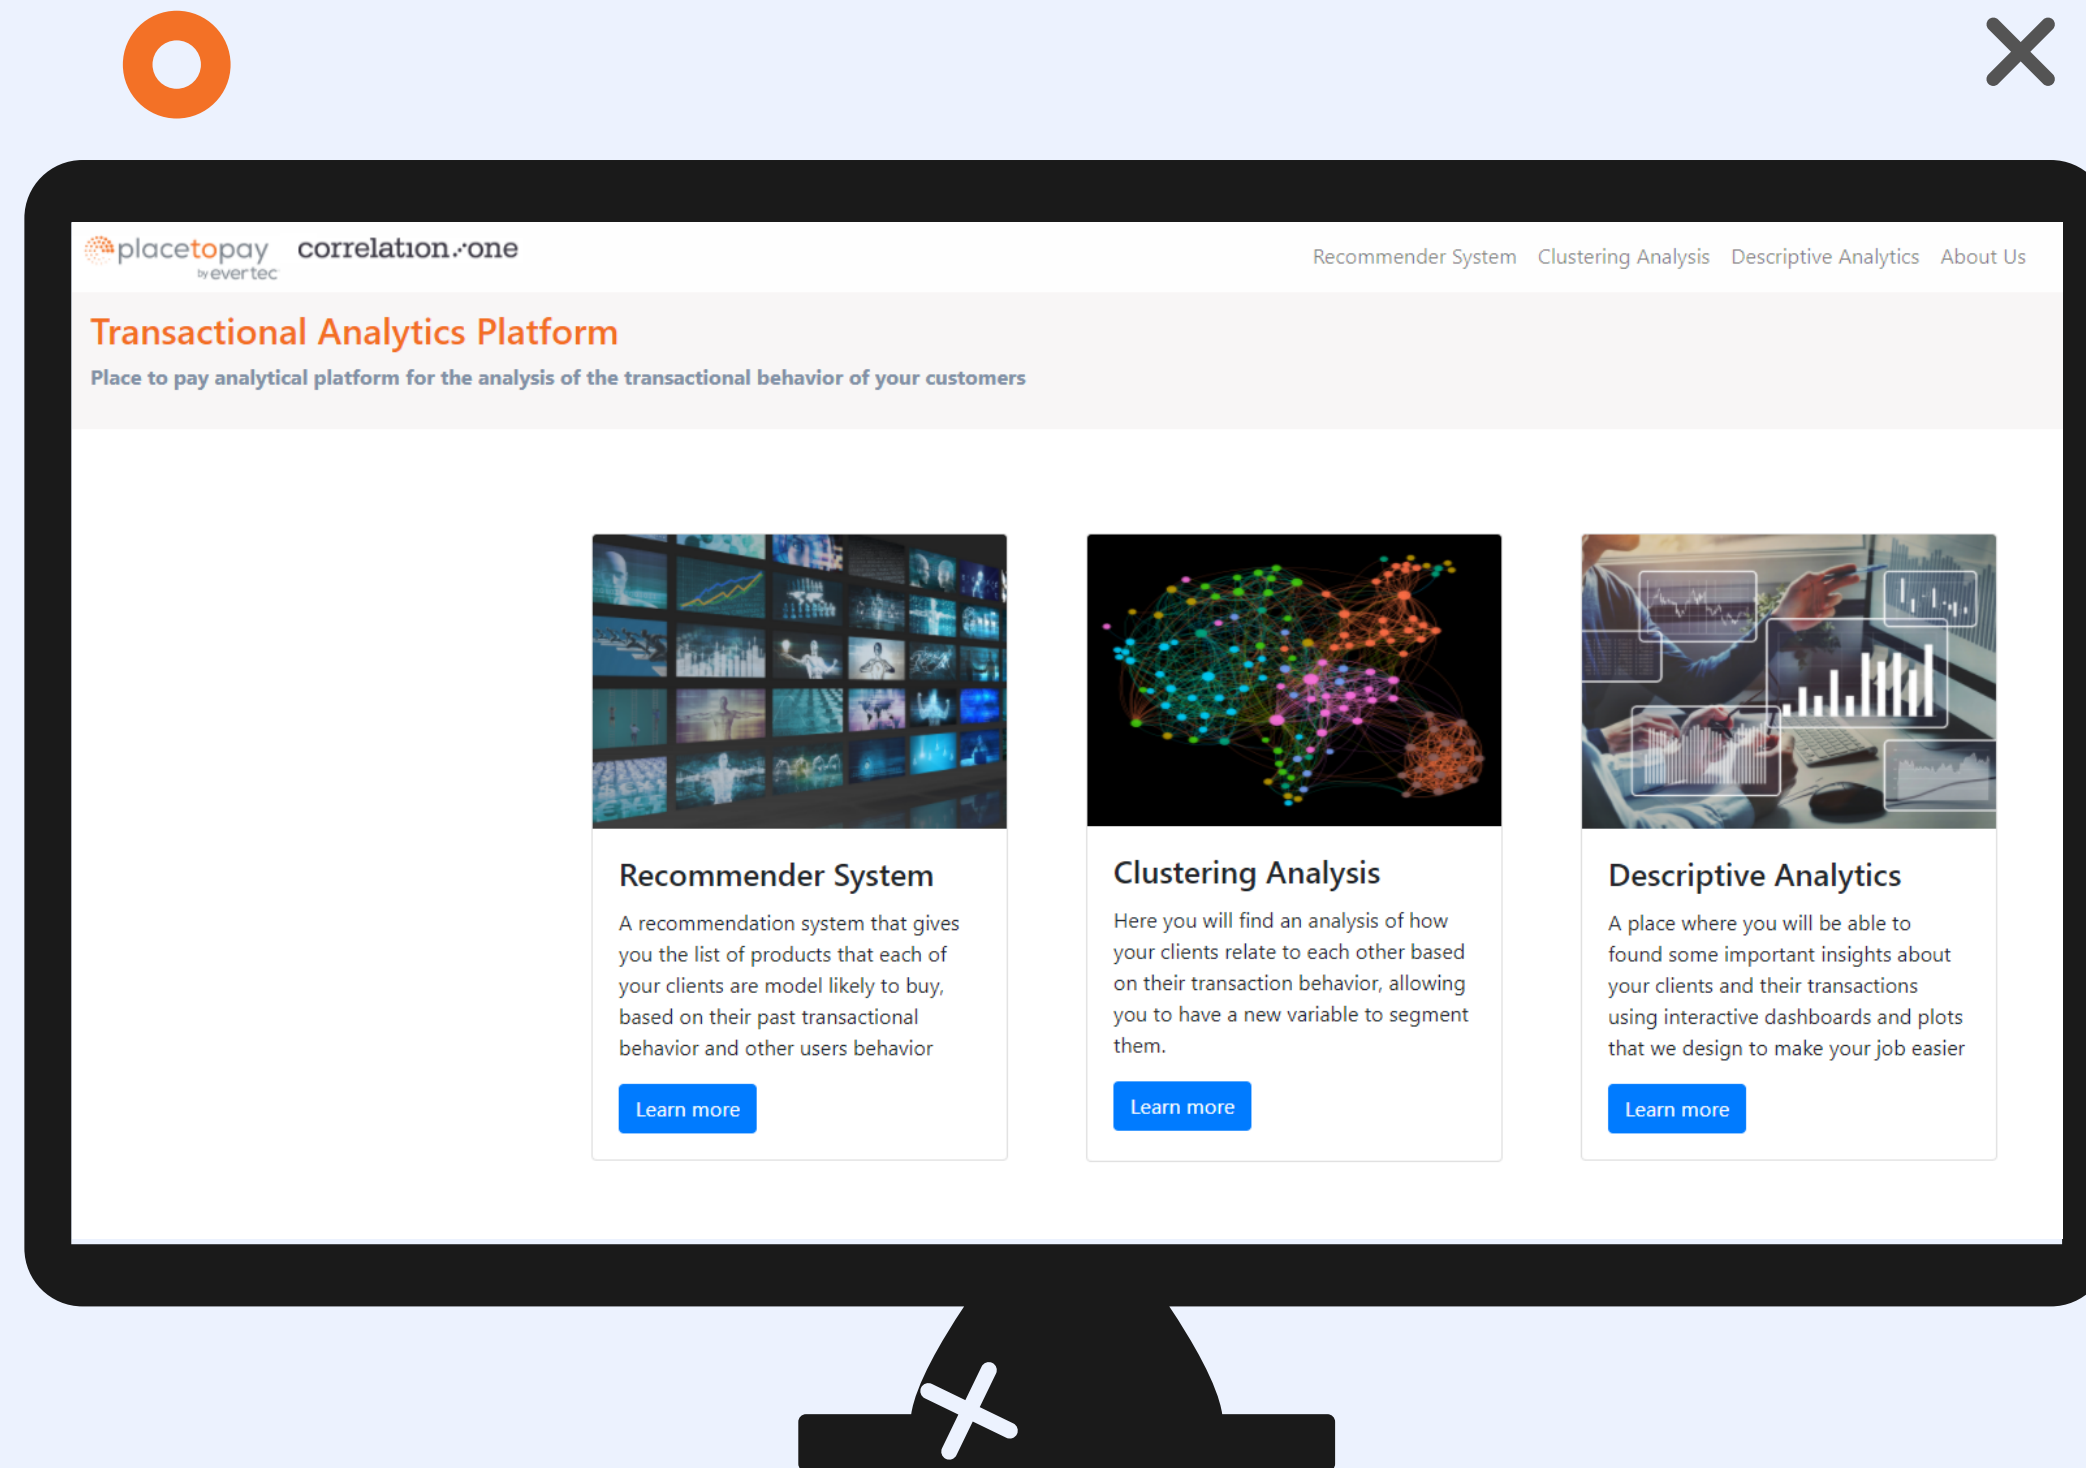 placetopay
by evertec
correlation one
Recommender System Clustering Analysis Descriptive Analytics About Us
Transactional Analytics Platform
Place to pay analytical platform for the analysis of the transactional behavior of your customers
Recommender System
A recommendation system that gives
you the list of products that each of
your clients are model likely to buy,
based on their past transactional
behavior and other users behavior
Learn more
Clustering Analysis
Here you will find an analysis of how
your clients relate to each other based
on their transaction behavior, allowing
you to have a new variable to segment
them.
Learn more
Descriptive Analytics
A place where you will be able to
found some important insights about
your clients and their transactions
using interactive dashboards and plots
that we design to make your job easier
Learn more